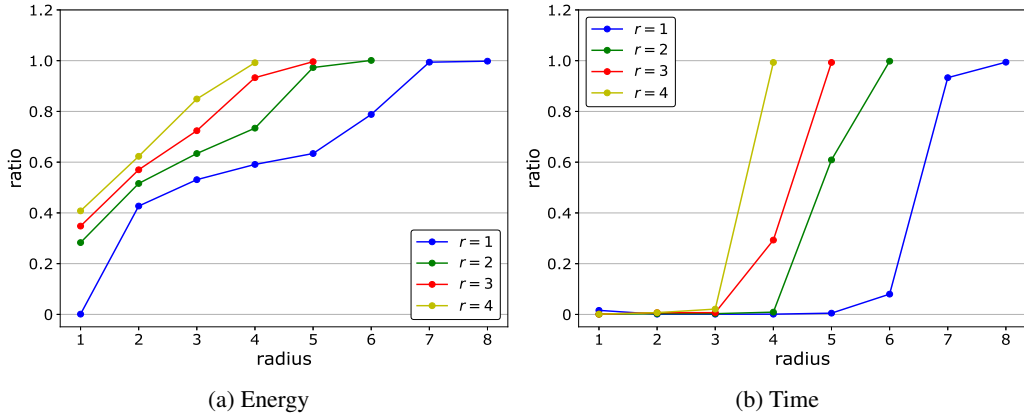 1.2
1.0
0.8
0.6
0.4
0.2
0
ratio
1 2 3 4 5 6 7 8
radius
r = 1
r = 2
r = 3
r = 4
(a) Energy
1.2
1.0
0.8
0.6
0.4
0.2
0
ratio
1 2 3 4 5 6 7 8
radius
r = 1
r = 2
r = 3
r = 4
(b) Time